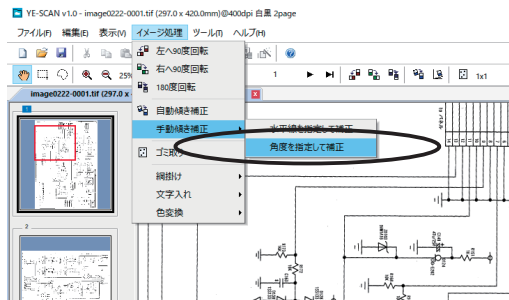 YE-SCAN v1.0 - image0222-0001.tif (297.0 x 420.0mm)@400dpi 白黒 2page
ファイル(F) 編集(E) 表示(V) イメージ処理 ツール(T) ヘルプ(H)
左へ90度回転
右へ90度回転
180度回転
自動傾き補正
手動傾き補正
水平線を指定して補正
角度を指定して補正
ゴミ取り
網掛け
文字入れ
色変換
25%
1
1x1
image0222-0001.tif (297.0 x
1
2